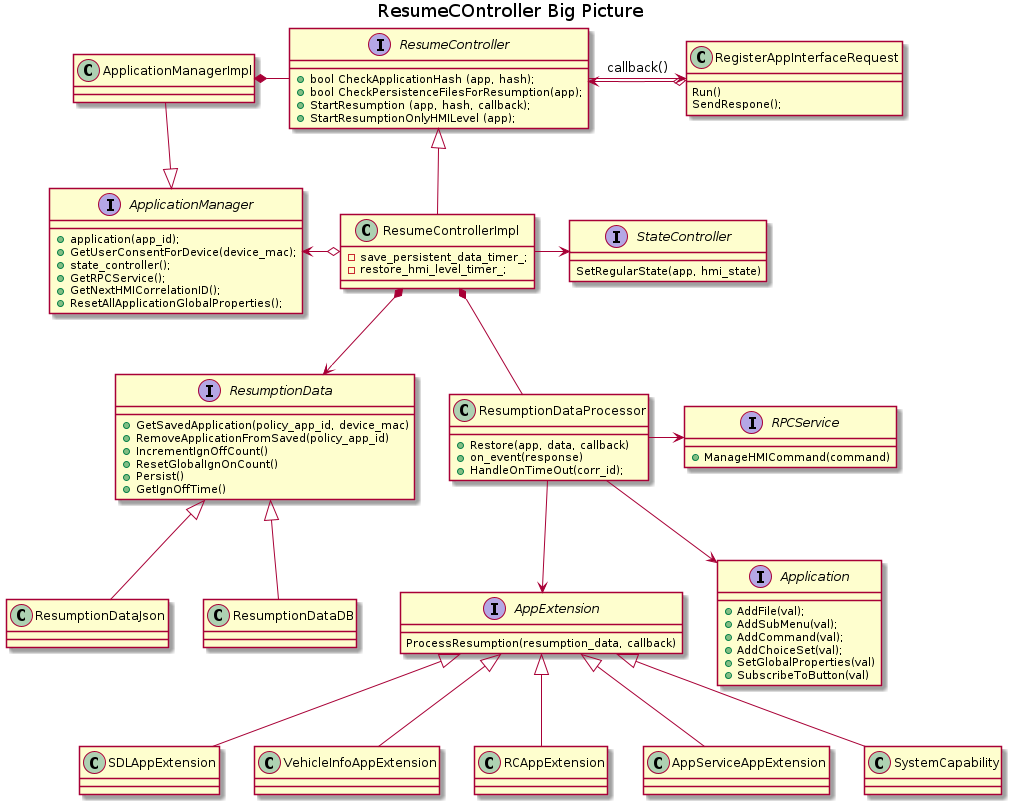 ResumeCOntroller Big Picture
C ApplicationManagerImpl
I ResumeController
bool CheckApplicationHash (app, hash);
bool CheckPersistenceFilesForResumption(app);
StartResumption (app, hash, callback);
StartResumptionOnlyHMILevel (app);
callback()
C RegisterAppInterfaceRequest
Run()
SendRespone();
I ApplicationManager
application(app_id);
GetUserConsentForDevice(device_mac);
state_controller();
GetRPCService();
GetNextHMICorrelationID();
ResetAllApplicationGlobalProperties();
C ResumeControllerImpl
save_persistent_data_timer_;
restore_hmi_level_timer_;
I StateController
SetRegularState(app, hmi_state)
I ResumptionData
GetSavedApplication(policy_app_id, device_mac)
RemoveApplicationFromSaved(policy_app_id)
IncrementIgnOffCount()
ResetGlobalIgnOnCount()
Persist()
GetIgnOffTime()
C ResumptionDataProcessor
Restore(app, data, callback)
on_event(response)
HandleOnTimeOut(corr_id);
I RPCService
ManageHMICommand(command)
C ResumptionDataJson
C ResumptionDataDB
I AppExtension
ProcessResumption(resumption_data, callback)
I Application
AddFile(val);
AddSubMenu(val);
AddCommand(val);
AddChoiceSet(val);
SetGlobalProperties(val)
SubscribeToButton(val)
C SDLAppExtension
C VehicleInfoAppExtension
C RCAppExtension
C AppServiceAppExtension
C SystemCapability